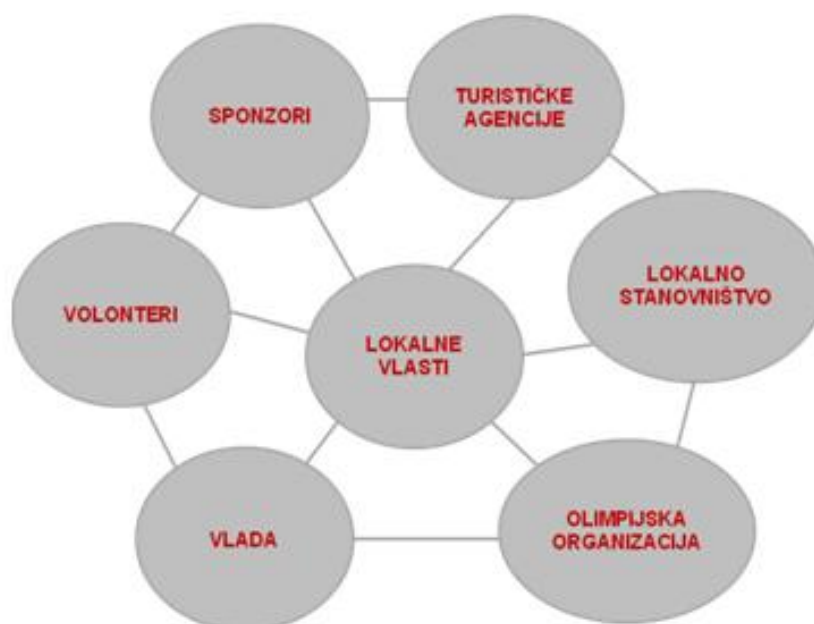 SPONZORI
TURISTIČKE
AGENCIJE
LOKALNO
STANOVNIŠTVO
VOLONTERI
LOKALNE
VLASTI
VLADA
OLIMPIJSKA
ORGANIZACIJA